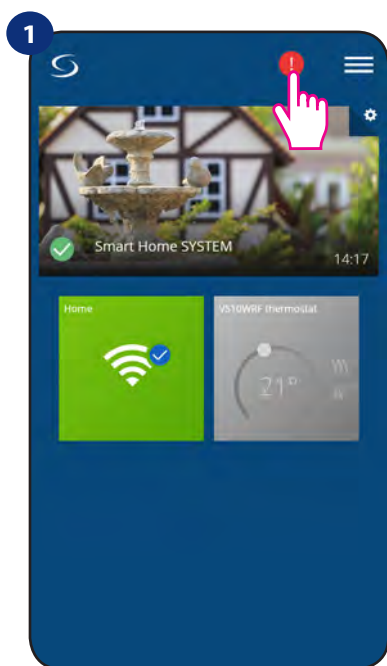 1
!
Smart Home SYSTEM
14:17
Home
VS10WRF thermostat
21°